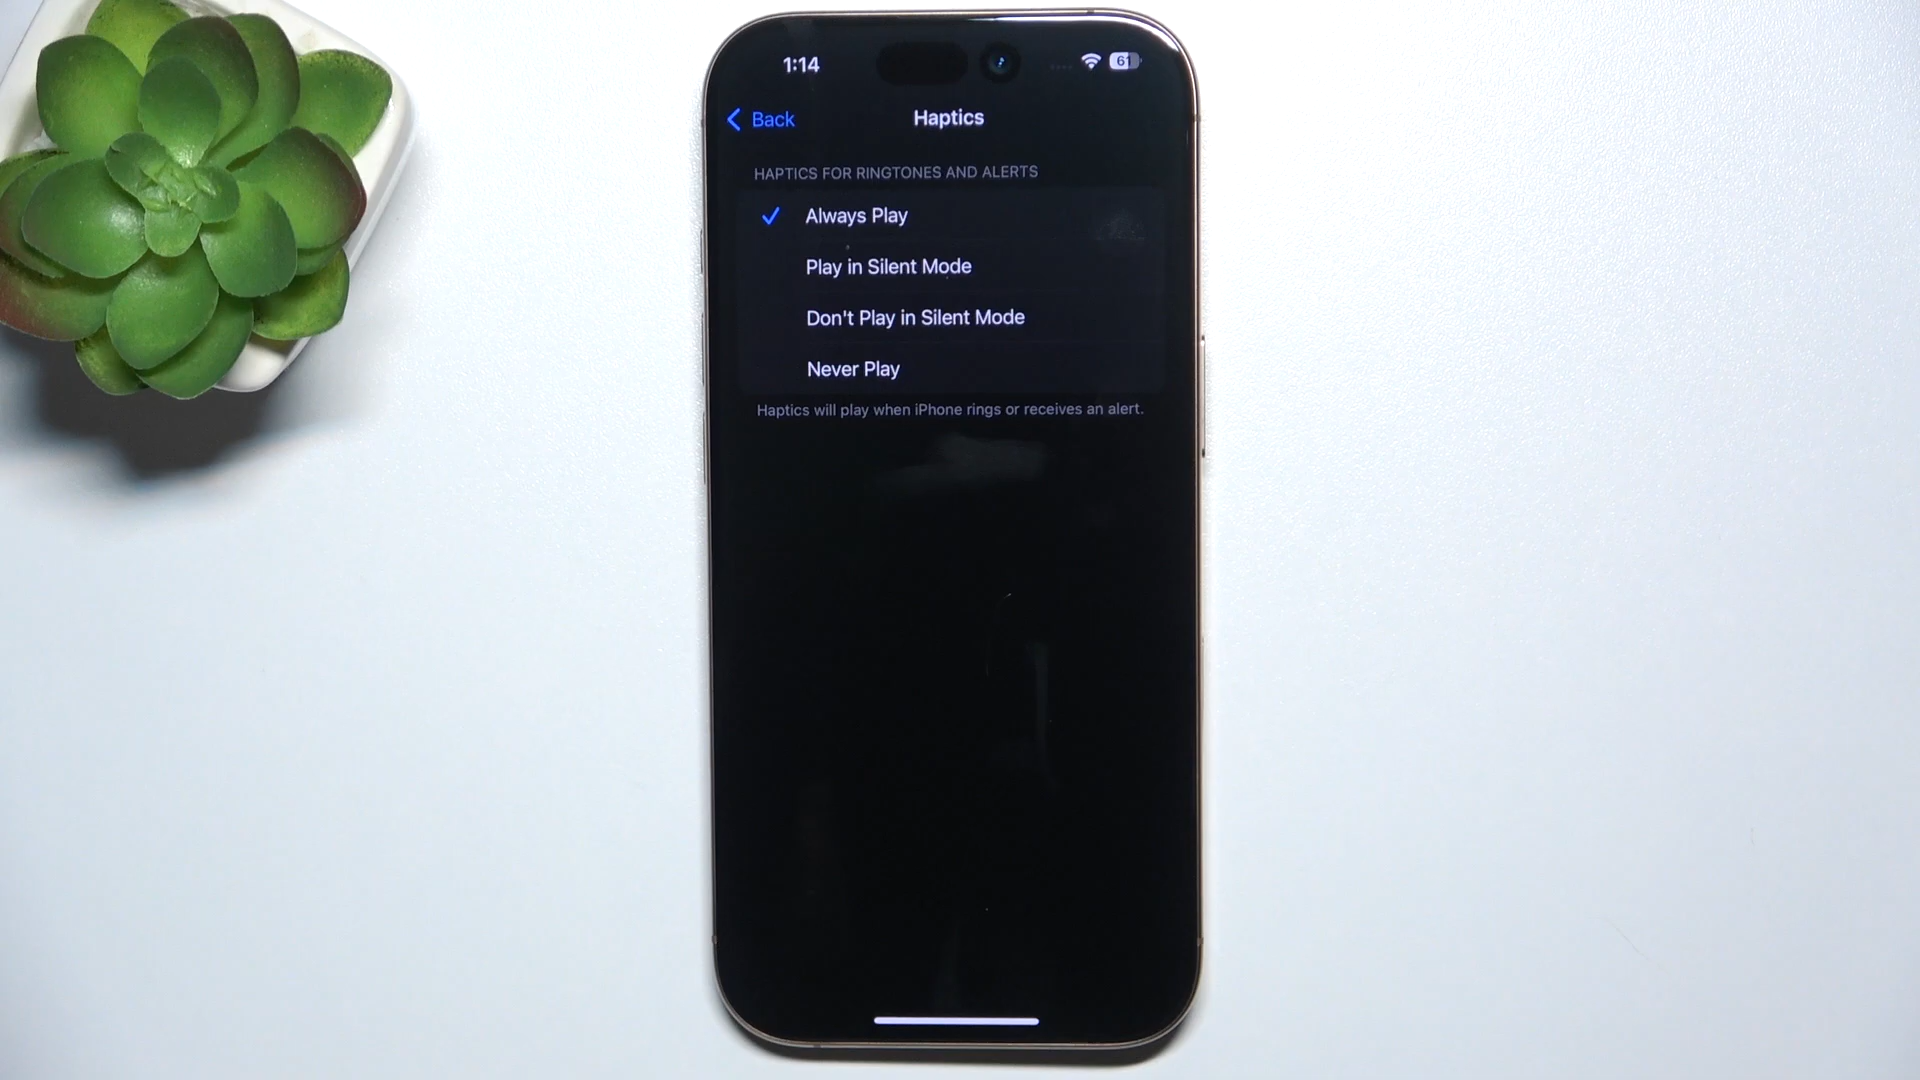 1:14
61
Back
Haptics
HAPTICS FOR RINGTONES AND ALERTS
Always Play
Play in Silent Mode
Don't Play in Silent Mode
Never Play
Haptics will play when iPhone rings or receives an alert.